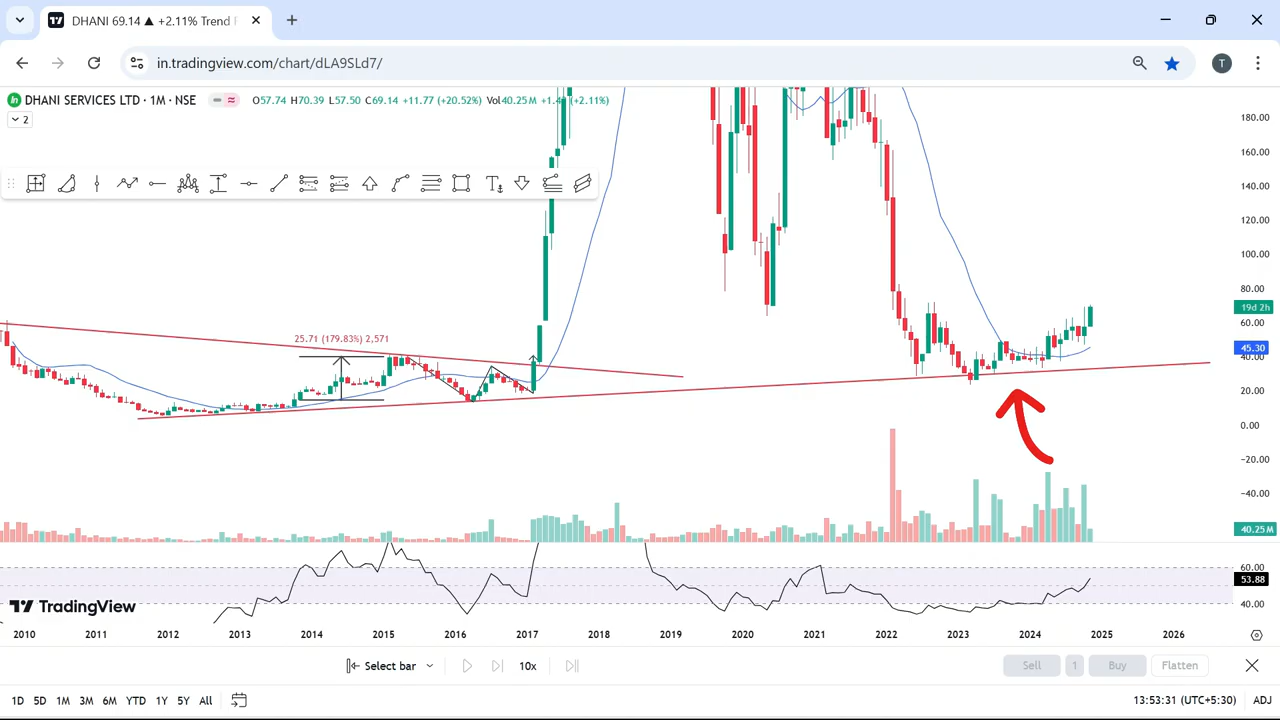 DHANI 69.14 ▲ +2.11% Trend
in.tradingview.com/chart/dLA9SLd7/
T
DHANI SERVICES LTD · 1M · NSE
O57.74 H70.39 L57.50 C69.14 +11.77 (+20.52%) Vol40.25M
(+2.11%)
2
180.00
160.00
140.00
120.00
100.00
80.00
19d 2h
60.00
45.30
40.00
20.00
0.00
−20.00
−40.00
40.25M
25.71 (179.83%) 2,571
60.00
53.88
40.00
TradingView
2010 2011 2012 2013 2014 2015 2016 2017 2018 2019 2020 2021 2022 2023 2024 2025 2026
Select bar 10x Sell 1 Buy Flatten
1D 5D 1M 3M 6M YTD 1Y 5Y All 13:53:31 (UTC+5:30) ADJ